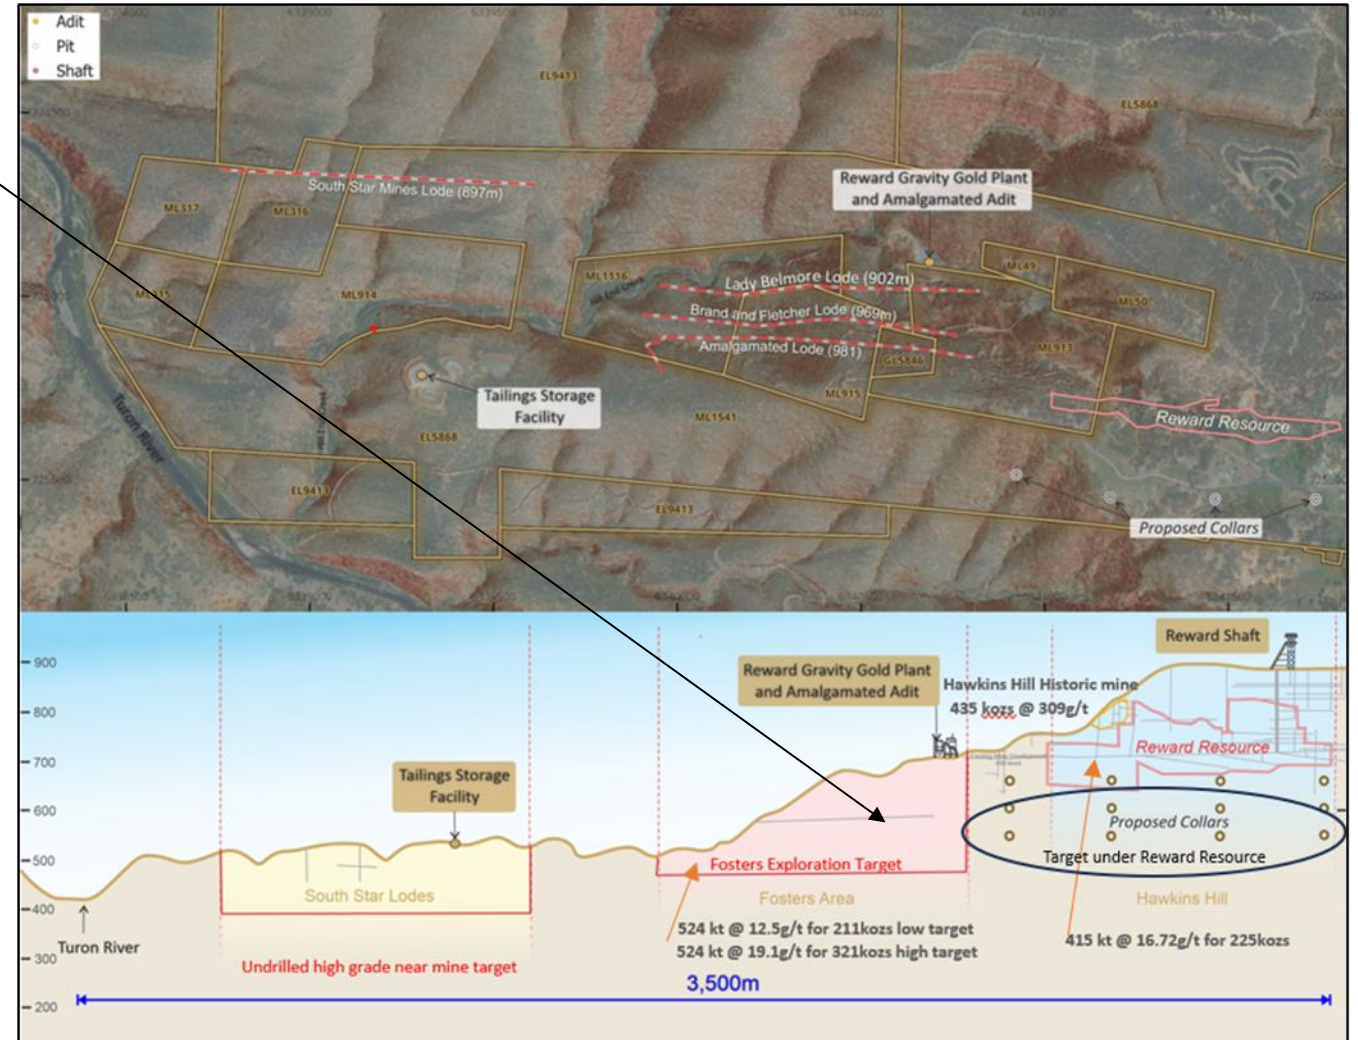 Adit
Pit
Shaft
6339000
EL9413
EL5868
Reward Gravity Gold Plant
and Amalgamated Adit
South Star Mines Lode (897m)
ML317
ML316
ML49
ML1116
Lady Belmore Lode (902m)
ML914
ML50
Brand and Fletcher Lode (969m)
Amalgamated Lode (981)
GL5846
ML913
Tailings Storage
Facility
ML915
ML1541
Reward Resource
Turon River
EL5868
EL9413
EL9413
Proposed Collars
900
800
700
600
500
400
300
200
Reward Shaft
Reward Gravity Gold Plant
and Amalgamated Adit
Hawkins Hill Historic mine
435 kozs @ 309g/t
Reward Resource
Tailings Storage
Facility
Proposed Collars
Target under Reward Resource
Fosters Exploration Target
South Star Lodes
Fosters Area
Hawkins Hill
524 kt @ 12.5g/t for 211kozs low target
524 kt @ 19.1g/t for 321kozs high target
415 kt @ 16.72g/t for 225kozs
Turon River
Undrilled high grade near mine target
3,500m